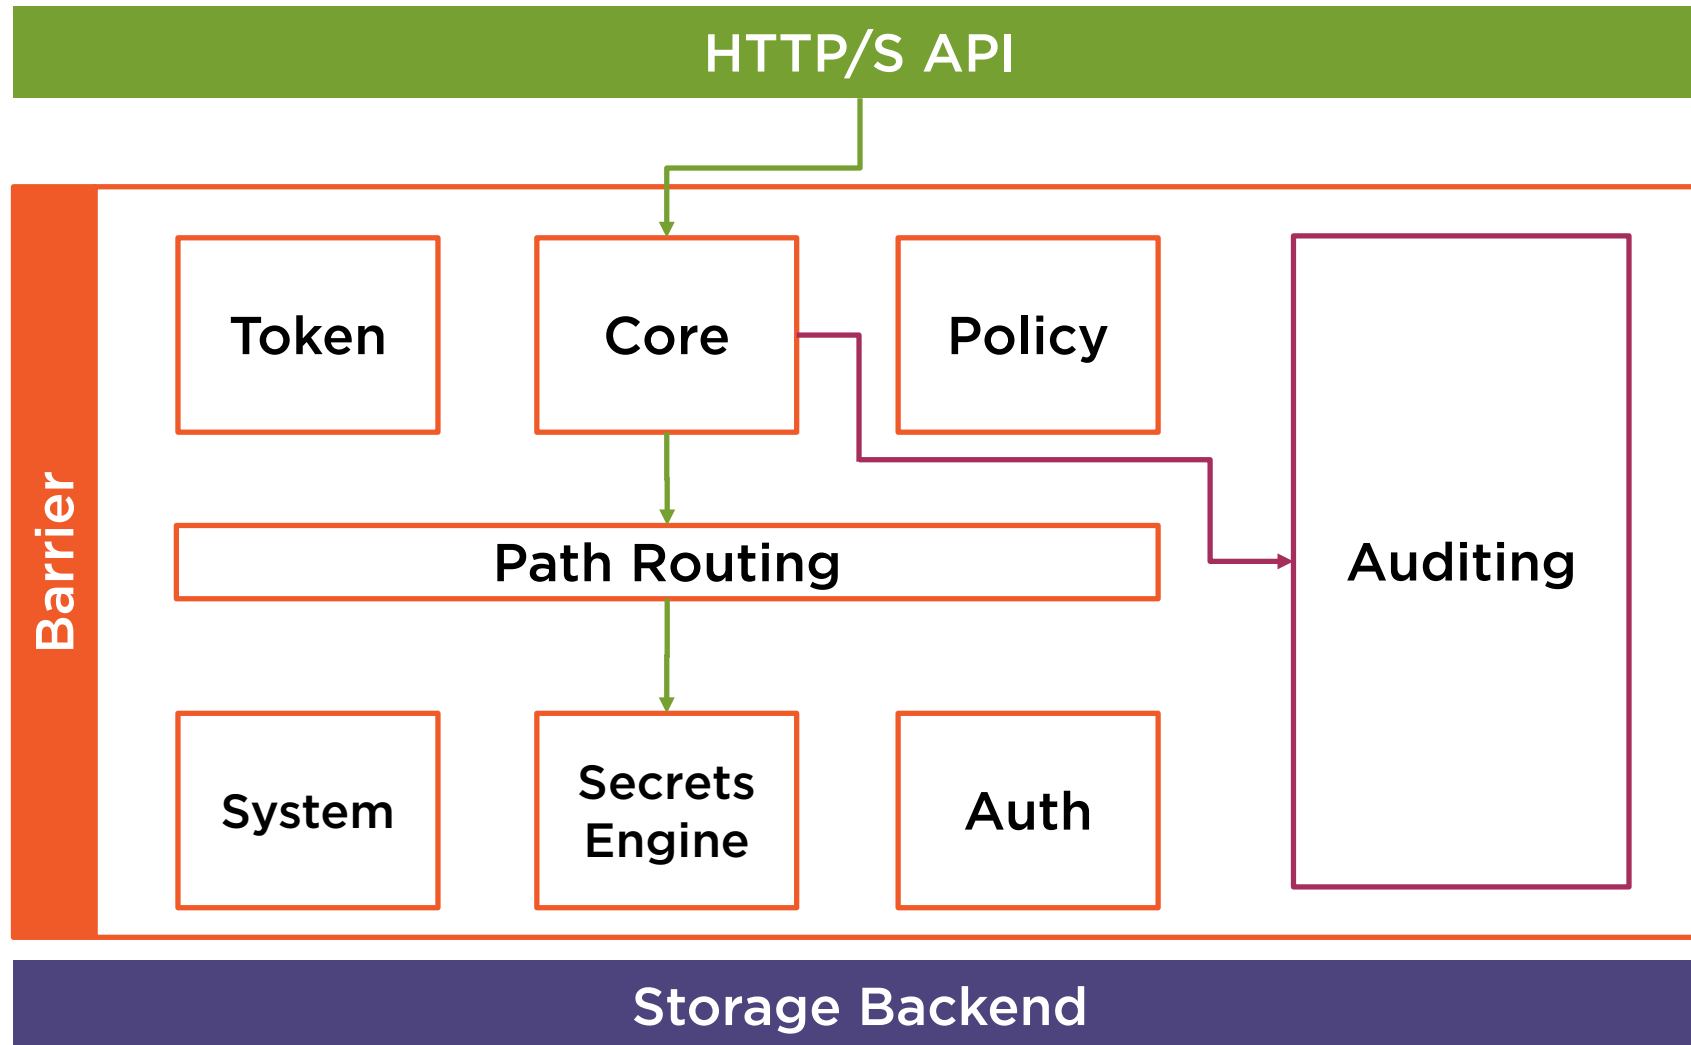 HTTP/S API
Token
Core
Policy
Barrier
Path Routing
Auditing
System
Secrets
Engine
Auth
Storage Backend